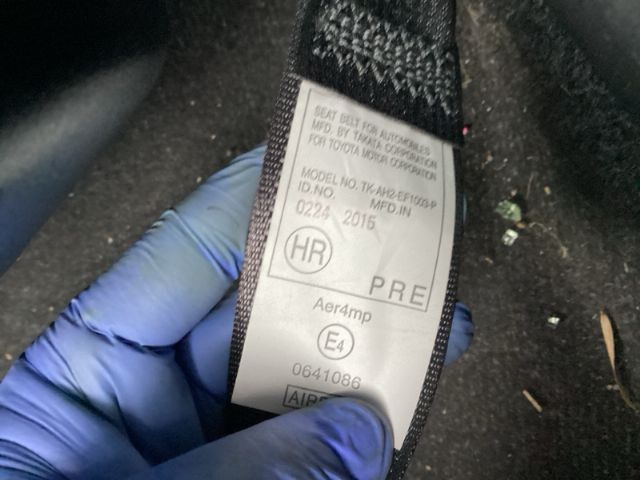 SEAT BELT FOR AUTOMOBILES
MFD. BY TAKATA CORPORATION
FOR TOYOTA MOTOR CORPORATION
MODEL NO. TK-AH2-EF1003-P
ID.NO. MFD.IN
0224 2015
HR
PRE
Aer4mp
E4
0641086